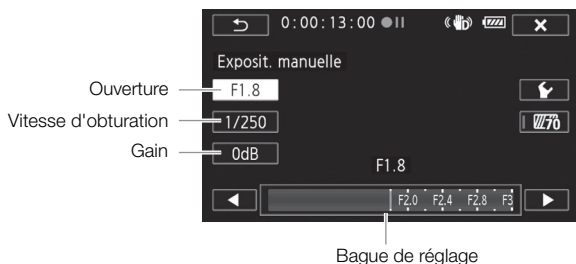 0:00:13:00
Exposit. manuelle
Ouverture
F1.8
Vitesse d'obturation
1/250
70
Gain
0dB
F1.8
F2.0 F2.4 F2.8 F3
Bague de réglage